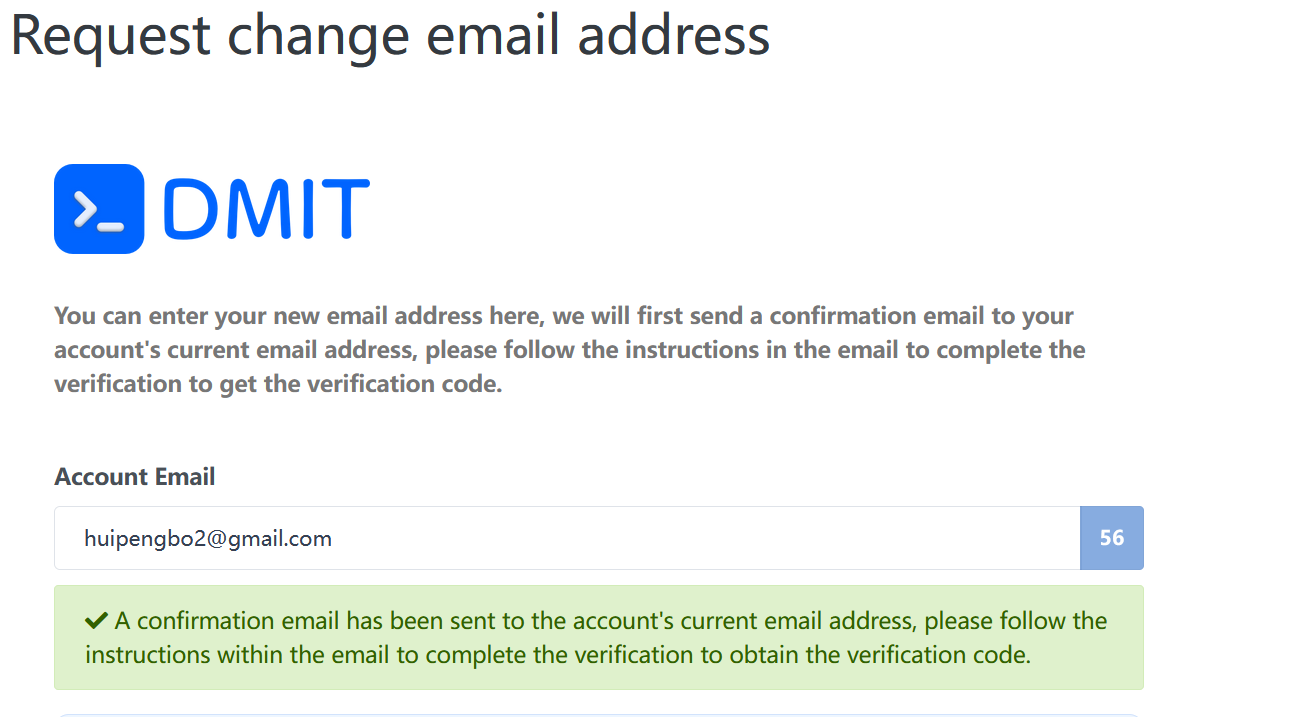 Request change email address
DMIT
You can enter your new email address here, we will first send a confirmation email to your
account's current email address, please follow the instructions in the email to complete the
verification to get the verification code.
Account Email
huipengbo2@gmail.com
56
A confirmation email has been sent to the account's current email address, please follow the
instructions within the email to complete the verification to obtain the verification code.